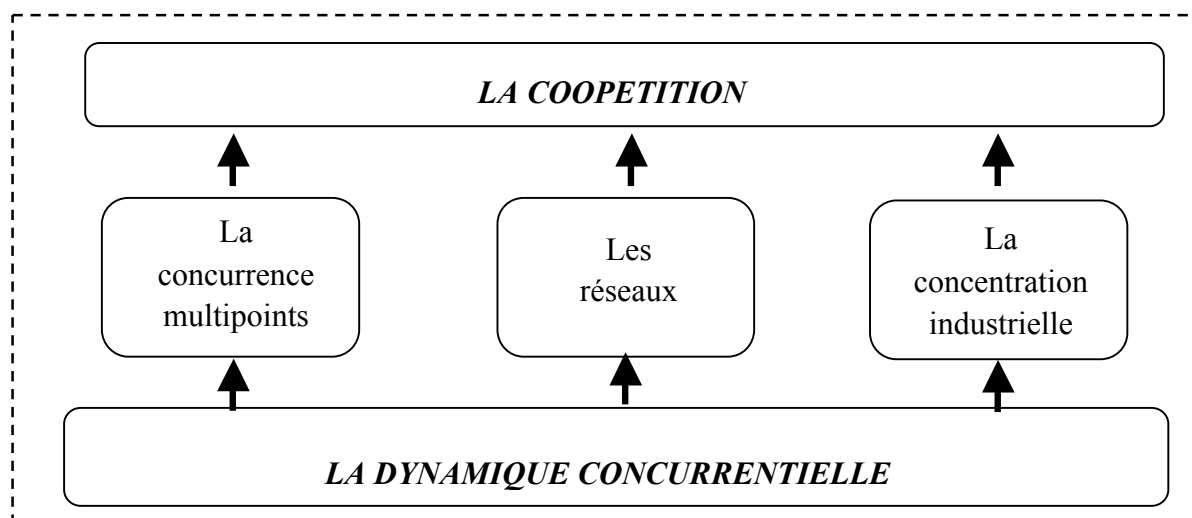 LA COOPETITION
La
concurrence
multipoints
Les
réseaux
La
concentration
industrielle
LA DYNAMIQUE CONCURRENTIELLE